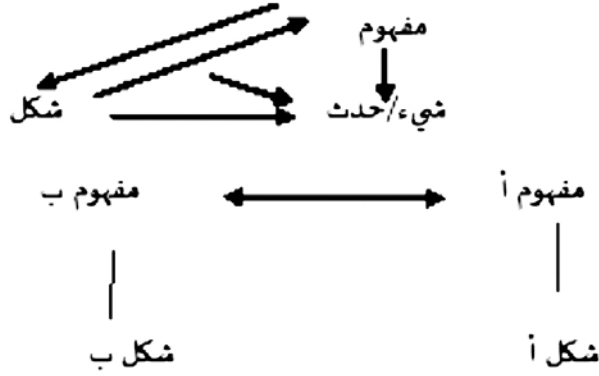 مفهوم
شكل
شيء/حدث
مفهوم أ
مفهوم ب
شكل أ
شكل ب